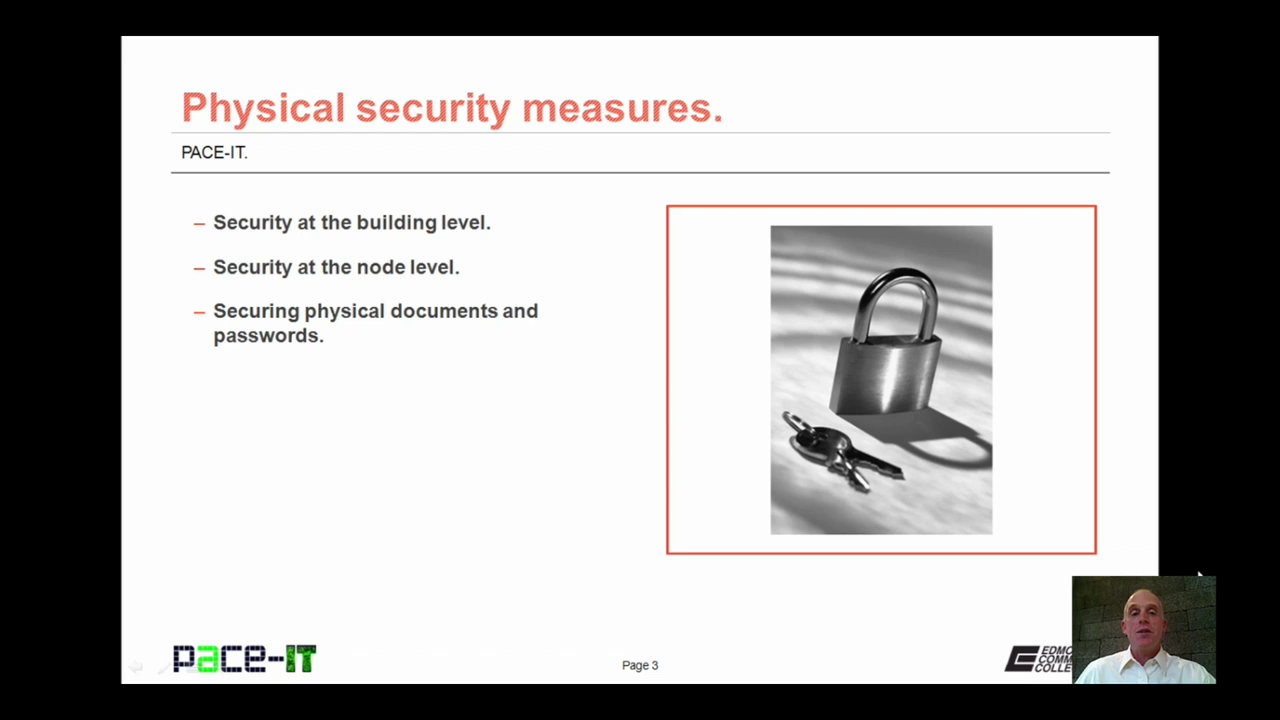 Physical security measures.
PACE-IT.
– Security at the building level.
– Security at the node level.
– Securing physical documents and
passwords.
pace-IT
Page 3